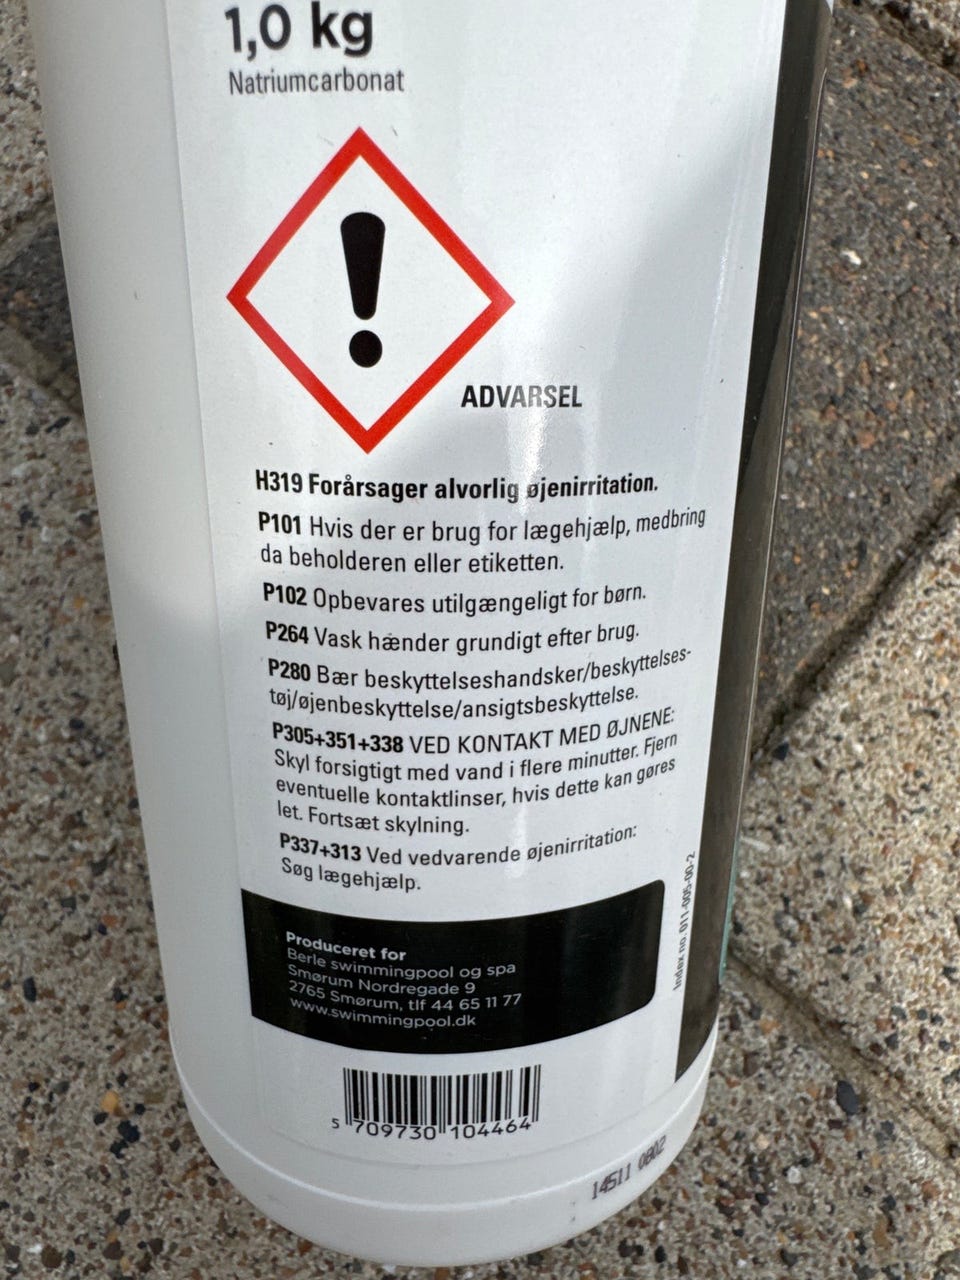 1,0 kg
Natriumcarbonat
ADVARSEL
H319 Forårsager alvorlig øjenirritation.
P101 Hvis der er brug for lægehjælp, medbring
da beholderen eller etiketten.
P102 Opbevares utilgængeligt for børn.
P264 Vask hænder grundigt efter brug.
P280 Bær beskyttelseshandsker/beskyttelses-
tøj/øjenbeskyttelse/ansigtsbeskyttelse.
P305+351+338 VED KONTAKT MED ØJNENE:
Skyl forsigtigt med vand i flere minutter. Fjern
eventuelle kontaktlinser, hvis dette kan gøres
let. Fortsæt skylning.
P337+313 Ved vedvarende øjenirritation:
Søg lægehjælp.
Index no. 011-005-00-2
Produceret for
Berle swimmingpool og spa
Smørum Nordregade 9
2765 Smørum, tlf 44 65 11 77
www.swimmingpool.dk
5 709730 104464
14511 0802